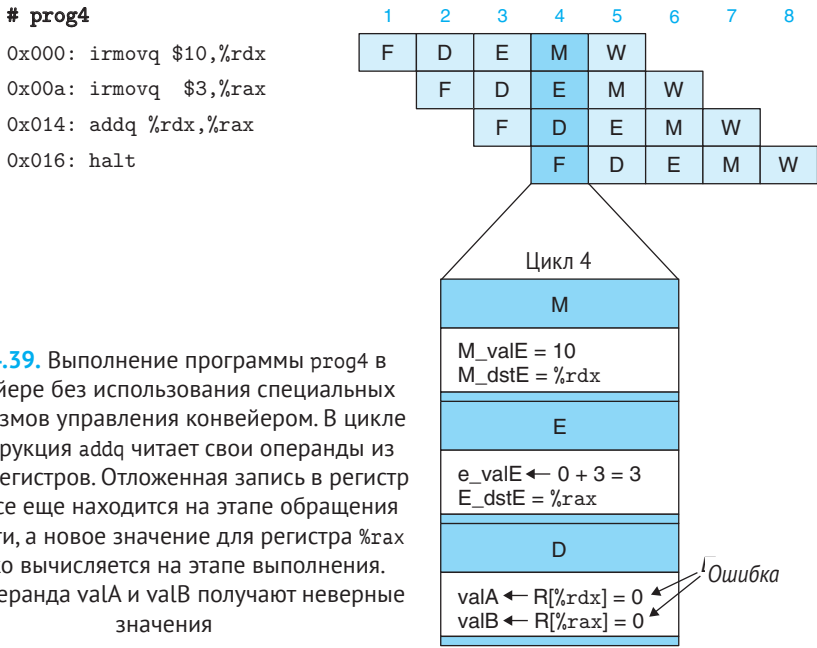 # prog4
1 2 3 4 5 6 7 8
0x000: irmovq $10,%rdx F D E M W
0x00a: irmovq $3,%rax F D E M W
0x014: addq %rdx,%rax F D E M W
0x016: halt F D E M W
Цикл 4
M
M_valE = 10
M_dstE = %rdx
E
e_valE ← 0 + 3 = 3
E_dstE = %rax
D
valA ← R[%rdx] = 0
valB ← R[%rax] = 0
Ошибка
.39. Выполнение программы prog4 в
йере без использования специальных
змов управления конвейером. В цикле
рукция addq читает свои операнды из
егистров. Отложенная запись в регистр
се еще находится на этапе обращения
ти, а новое значение для регистра %rax
о вычисляется на этапе выполнения.
еранда valA и valB получают неверные
значения